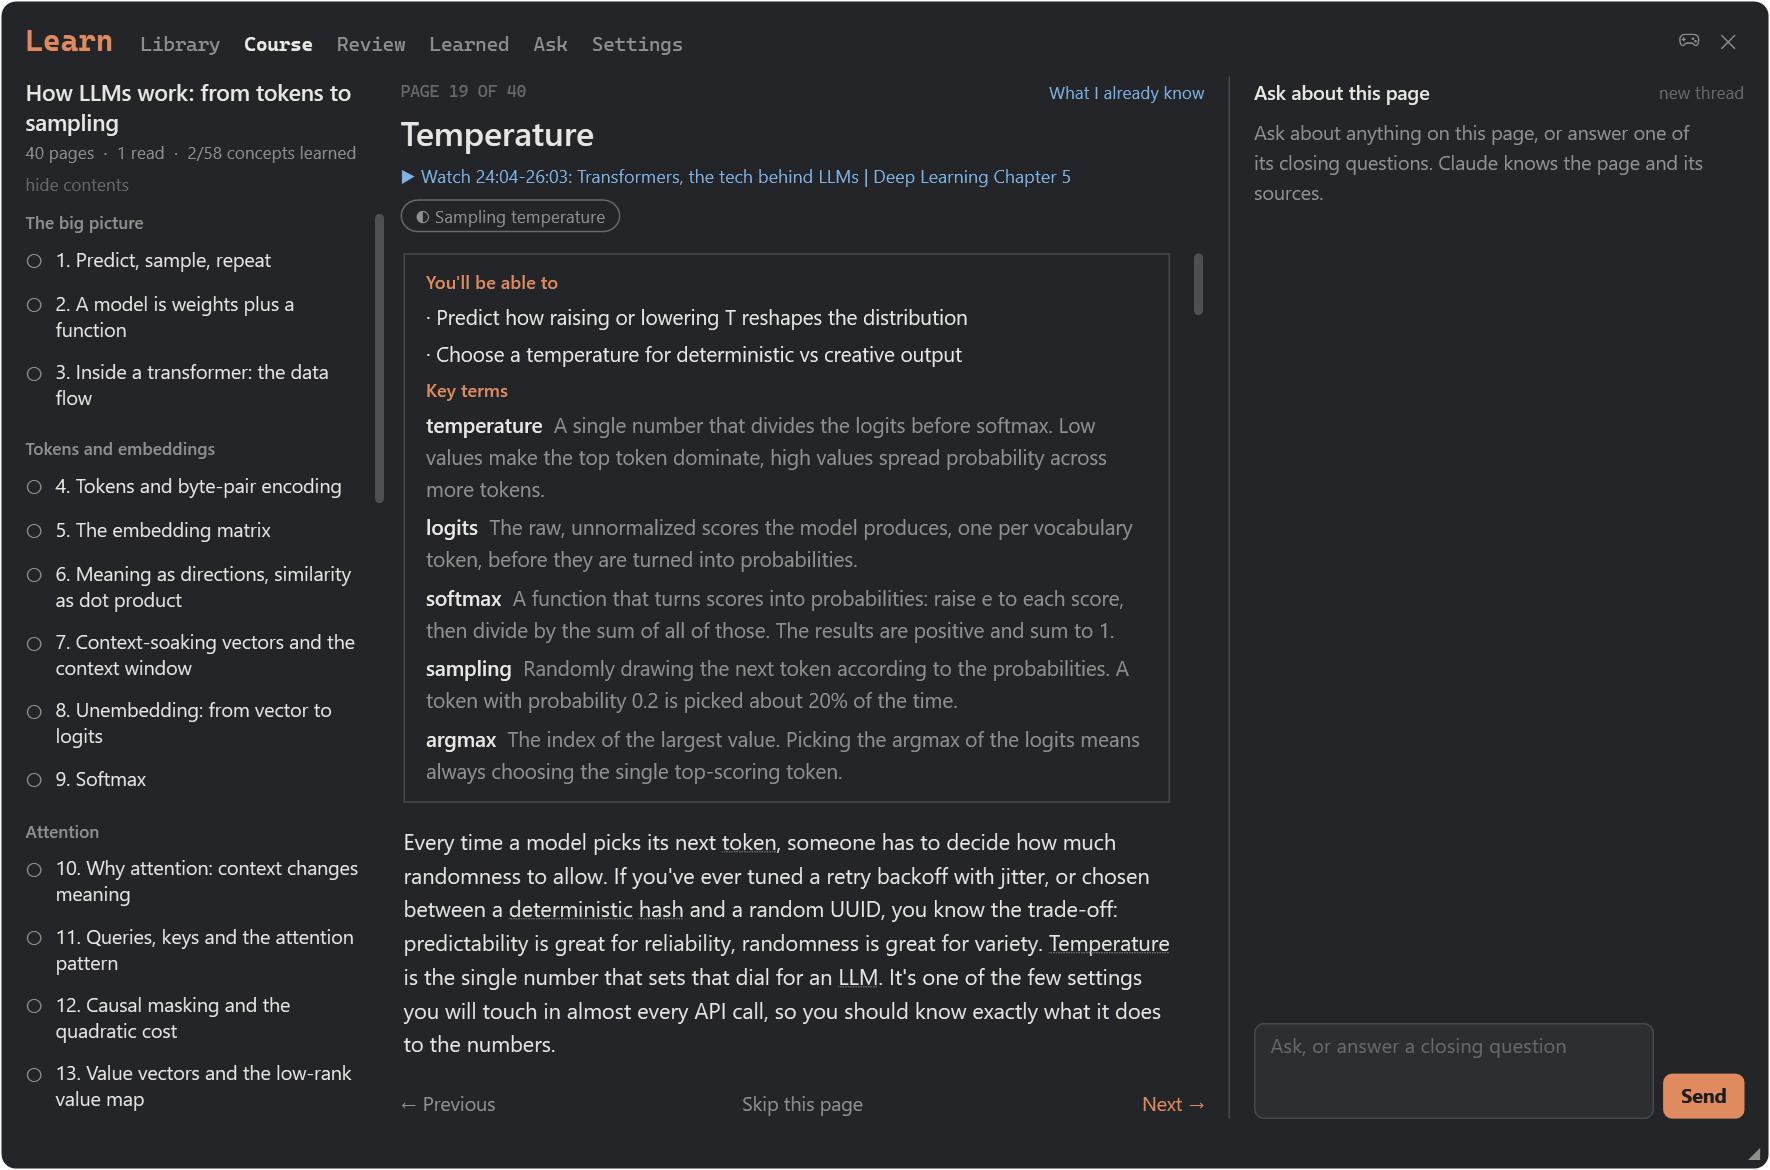 Learn Library Course Review Learned Ask Settings
How LLMs work: from tokens to
sampling
40 pages · 1 read · 2/58 concepts learned
hide contents
The big picture
1. Predict, sample, repeat
2. A model is weights plus a
function
3. Inside a transformer: the data
flow
Tokens and embeddings
4. Tokens and byte-pair encoding
5. The embedding matrix
6. Meaning as directions, similarity
as dot product
7. Context-soaking vectors and the
context window
8. Unembedding: from vector to
logits
9. Softmax
Attention
10. Why attention: context changes
meaning
11. Queries, keys and the attention
pattern
12. Causal masking and the
quadratic cost
13. Value vectors and the low-rank
value map
PAGE 19 OF 40
What I already know
Temperature
▶ Watch 24:04-26:03: Transformers, the tech behind LLMs | Deep Learning Chapter 5
◐ Sampling temperature
You'll be able to
· Predict how raising or lowering T reshapes the distribution
· Choose a temperature for deterministic vs creative output
Key terms
temperature A single number that divides the logits before softmax. Low
values make the top token dominate, high values spread probability across
more tokens.
logits The raw, unnormalized scores the model produces, one per vocabulary
token, before they are turned into probabilities.
softmax A function that turns scores into probabilities: raise e to each score,
then divide by the sum of all of those. The results are positive and sum to 1.
sampling Randomly drawing the next token according to the probabilities. A
token with probability 0.2 is picked about 20% of the time.
argmax The index of the largest value. Picking the argmax of the logits means
always choosing the single top-scoring token.
Every time a model picks its next token, someone has to decide how much
randomness to allow. If you've ever tuned a retry backoff with jitter, or chosen
between a deterministic hash and a random UUID, you know the trade-off:
predictability is great for reliability, randomness is great for variety. Temperature
is the single number that sets that dial for an LLM. It's one of the few settings
you will touch in almost every API call, so you should know exactly what it does
to the numbers.
← Previous
Skip this page
Next →
Ask about this page
new thread
Ask about anything on this page, or answer one of
its closing questions. Claude knows the page and its
sources.
Ask, or answer a closing question
Send